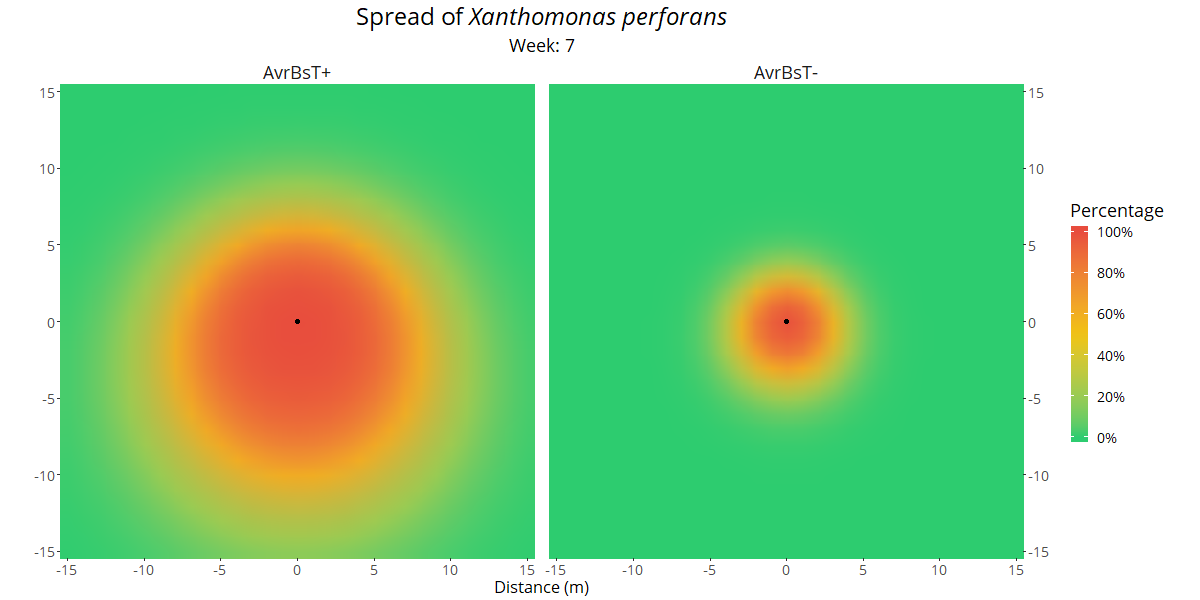 Spread of Xanthomonas perforans
Week: 7
AvrBsT+
AvrBsT-
15
10
5
0
-5
-10
-15
15
10
5
0
-5
-10
-15
-15 -10 -5 0 5 10 15
-15 -10 -5 0 5 10 15
Distance (m)
Percentage
100%
80%
60%
40%
20%
0%